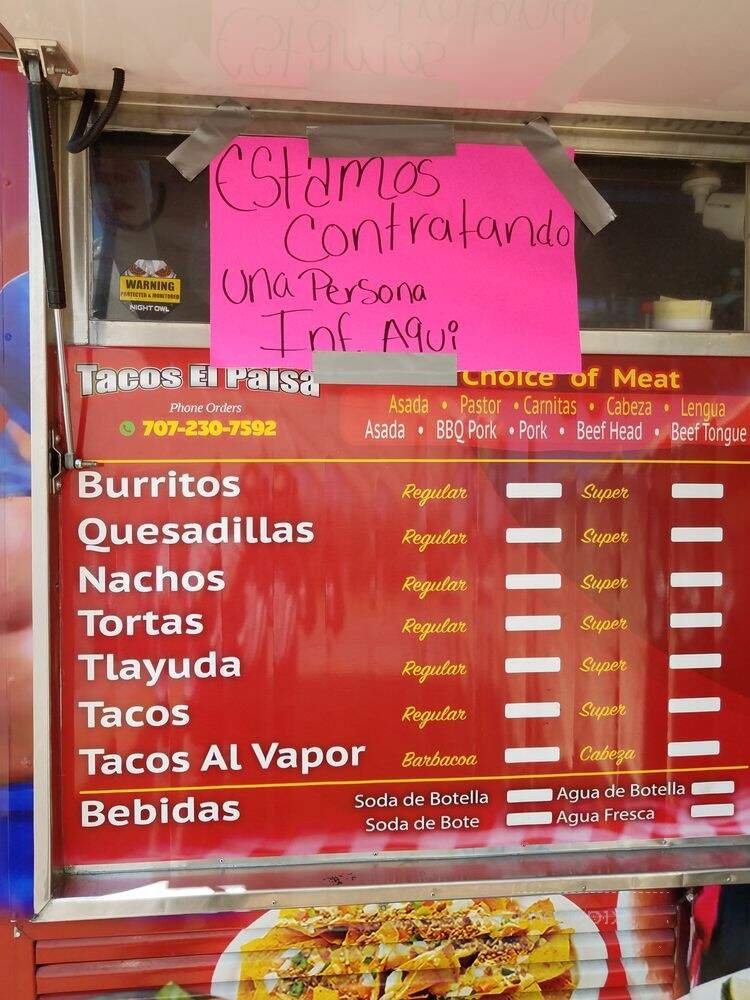 Estamos
Contratando
una Persona
Inf. Aqui
WARNING
PROTECTED & MONITORED
NIGHT OWL
Tacos El Paisa
Phone Orders
707-230-7592
Choice of Meat
Asada • Pastor • Carnitas • Cabeza • Lengua
Asada • BBQ Pork • Pork • Beef Head • Beef Tongue
Burritos Regular Super
Quesadillas Regular Super
Nachos Regular Super
Tortas Regular Super
Tlayuda Regular Super
Tacos Regular Super
Tacos Al Vapor Barbacoa Cabeza
Bebidas Soda de Botella Agua de Botella
Soda de Bote Agua Fresca